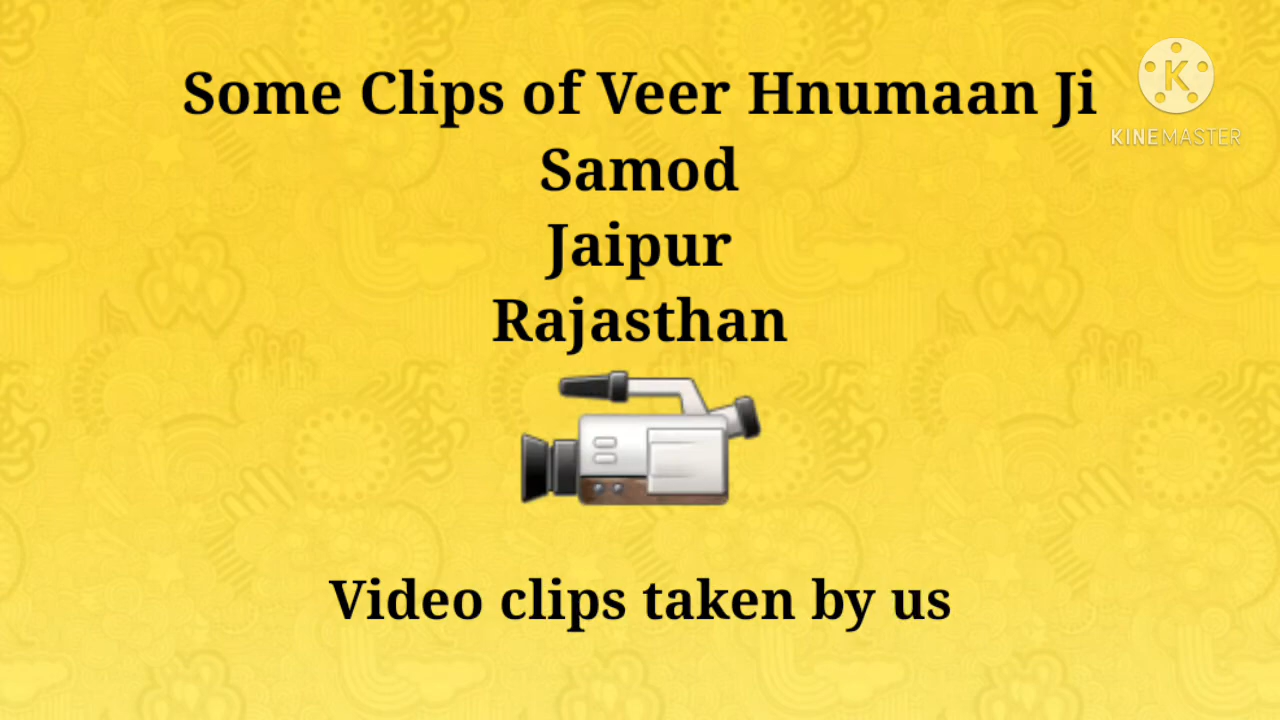 Some Clips of Veer Hnumaan Ji
Samod
Jaipur
Rajasthan
Video clips taken by us
K
KINEMASTER